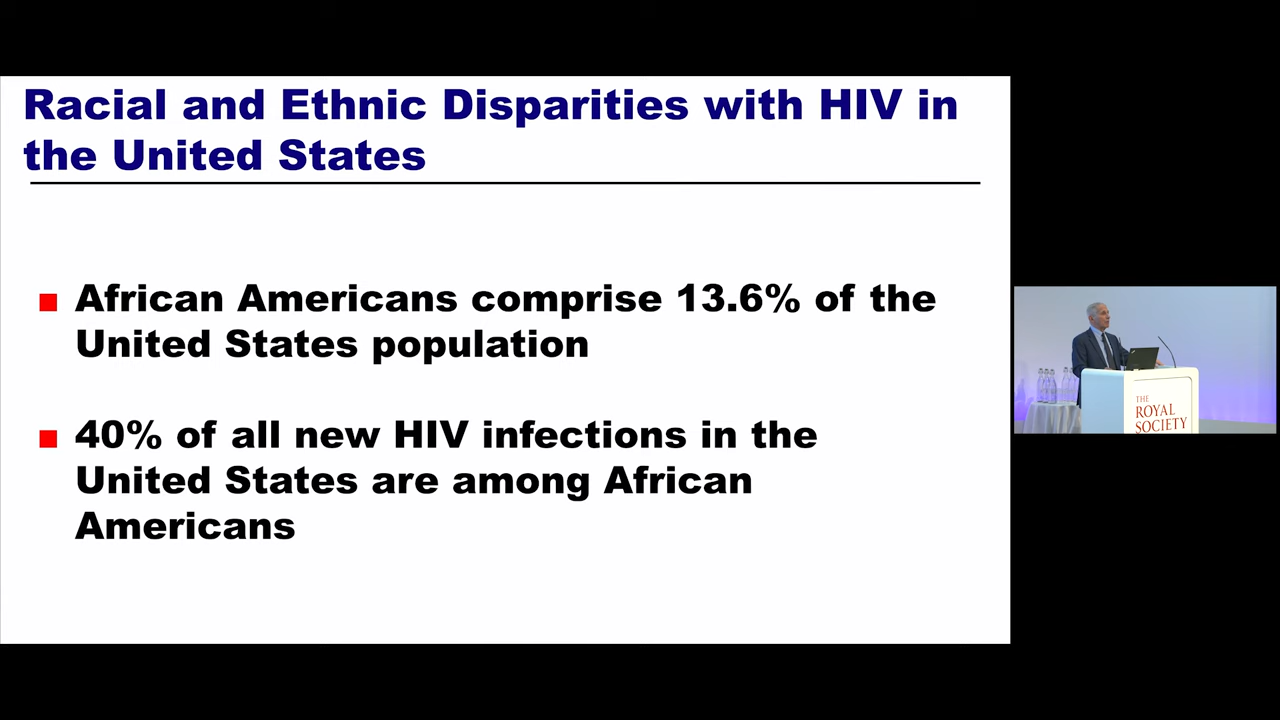 Racial and Ethnic Disparities with HIV in
the United States
African Americans comprise 13.6% of the
United States population
40% of all new HIV infections in the
United States are among African
Americans
THE
ROYAL
SOCIETY